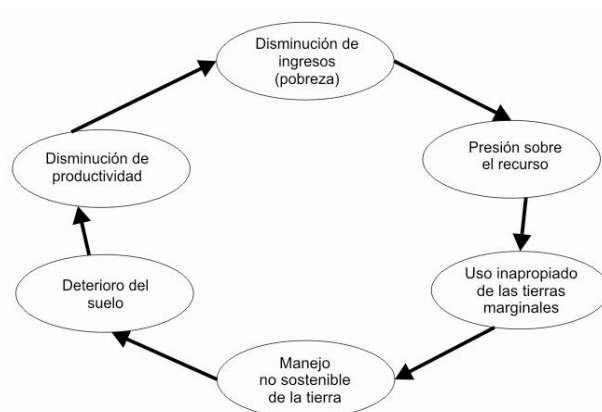 Disminución de
ingresos
(pobreza)
Presión sobre
el recurso
Uso inapropiado
de las tierras
marginales
Manejo
no sostenible
de la tierra
Deterioro del
suelo
Disminución de
productividad